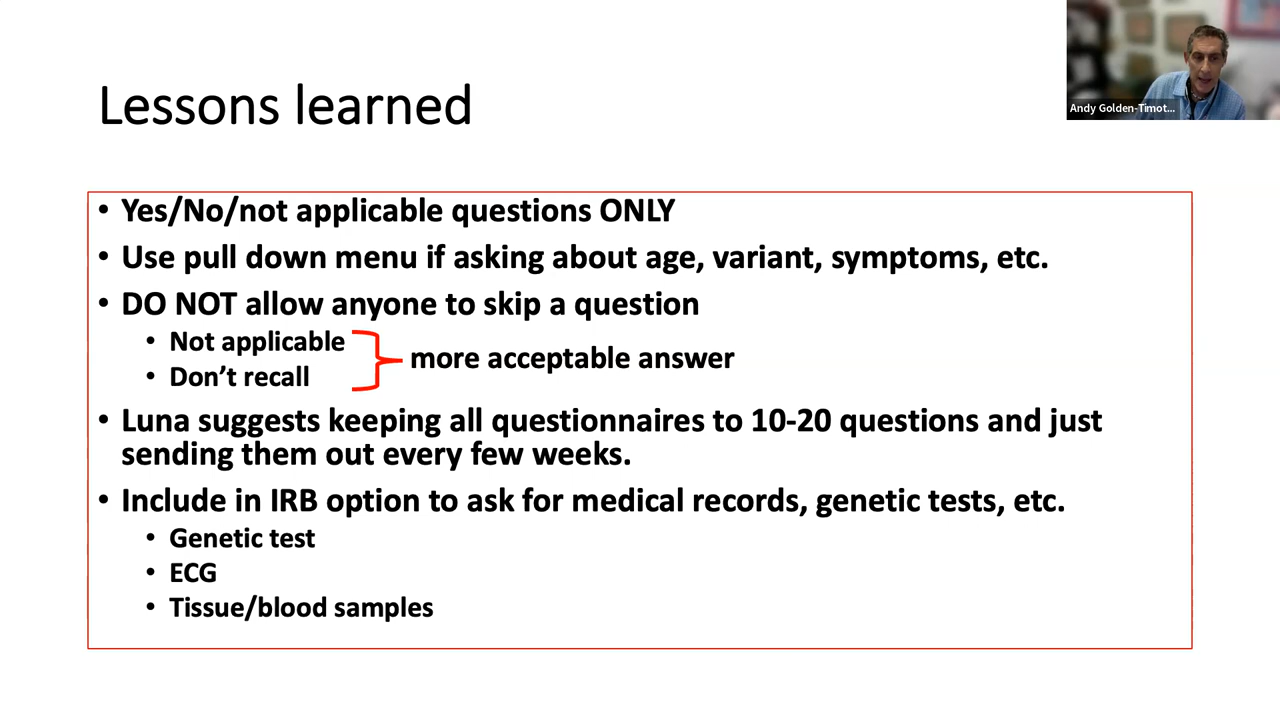 Andy Golden-Timot...
Lessons learned
• Yes/No/not applicable questions ONLY
• Use pull down menu if asking about age, variant, symptoms, etc.
• DO NOT allow anyone to skip a question
• Not applicable
more acceptable answer
• Don’t recall
• Luna suggests keeping all questionnaires to 10-20 questions and just
sending them out every few weeks.
• Include in IRB option to ask for medical records, genetic tests, etc.
• Genetic test
• ECG
• Tissue/blood samples